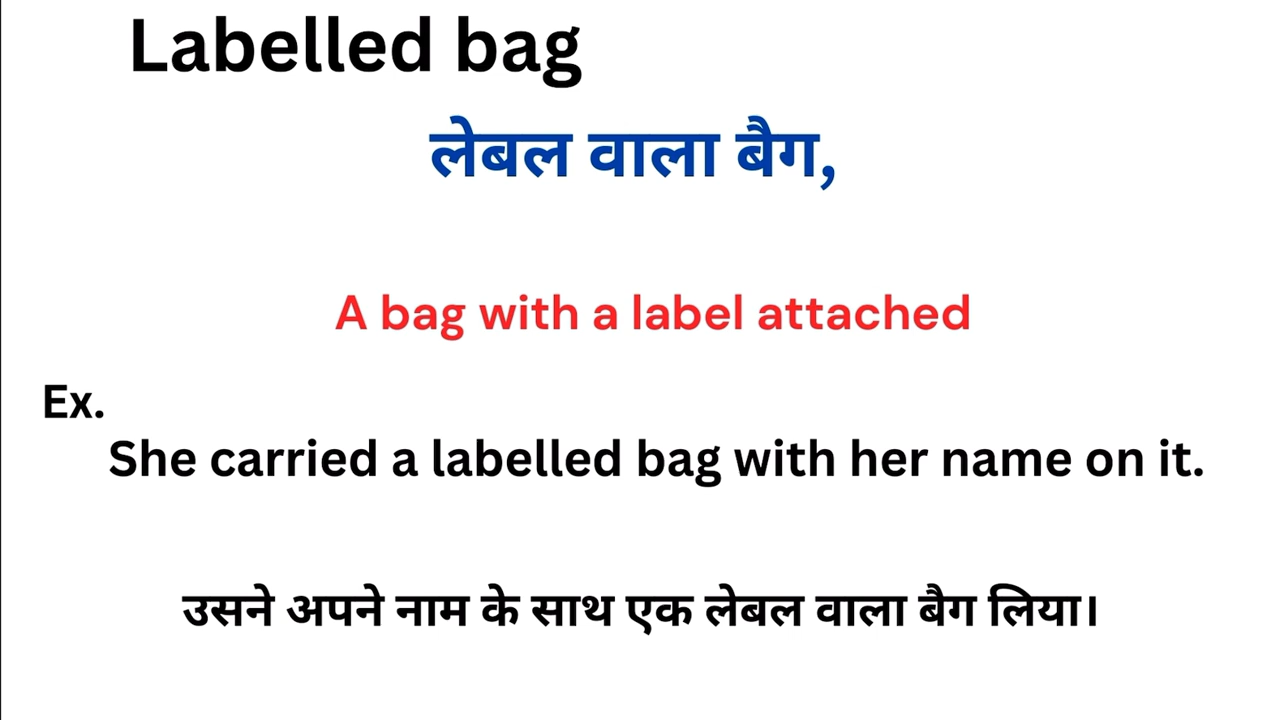 Labelled bag
लेबल वाला बैग,
A bag with a label attached
Ex.
She carried a labelled bag with her name on it.
उसने अपने नाम के साथ एक लेबल वाला बैग लिया।